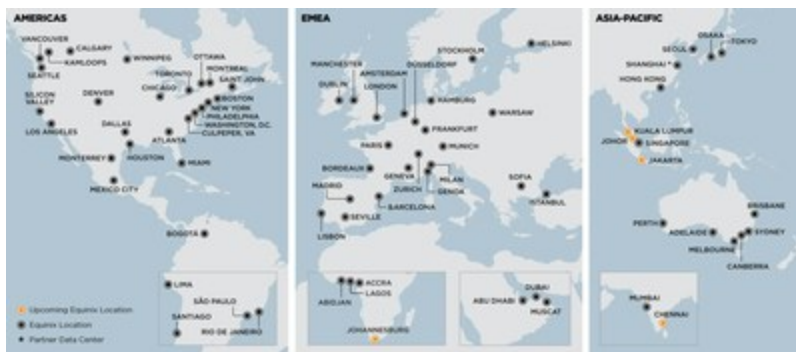 AMERICAS
VANCOUVER
CALGARY
KAMLOOPS
SEATTLE
WINNIPEG
OTTAWA
MONTREAL
TORONTO
SAINT JOHN
CHICAGO
SILICON
VALLEY
DENVER
BOSTON
NEW YORK
PHILADELPHIA
WASHINGTON, D.C.
CULPEPER, VA
LOS ANGELES
DALLAS
ATLANTA
MONTERREY
HOUSTON
MIAMI
MEXICO CITY
BOGOTÁ
LIMA
SÃO PAULO
SANTIAGO
RIO DE JANEIRO
Upcoming Equinix Location
Equinix Location
* Partner Data Center
EMEA
HELSINKI
STOCKHOLM
MANCHESTER
DÜSSELDORF
AMSTERDAM
DUBLIN
LONDON
HAMBURG
WARSAW
FRANKFURT
PARIS
MUNICH
BORDEAUX
GENEVA
MILAN
ZURICH
GENOA
MADRID
SOFIA
ISTANBUL
BARCELONA
SEVILLE
LISBON
ACCRA
LAGOS
ABIDJAN
JOHANNESBURG
DUBAI
ABU DHABI
MUSCAT
ASIA-PACIFIC
OSAKA
TOKYO
SEOUL
SHANGHAI *
HONG KONG
KUALA LUMPUR
JOHOR
SINGAPORE
JAKARTA
BRISBANE
PERTH
ADELAIDE
SYDNEY
MELBOURNE
CANBERRA
MUMBAI
CHENNAI